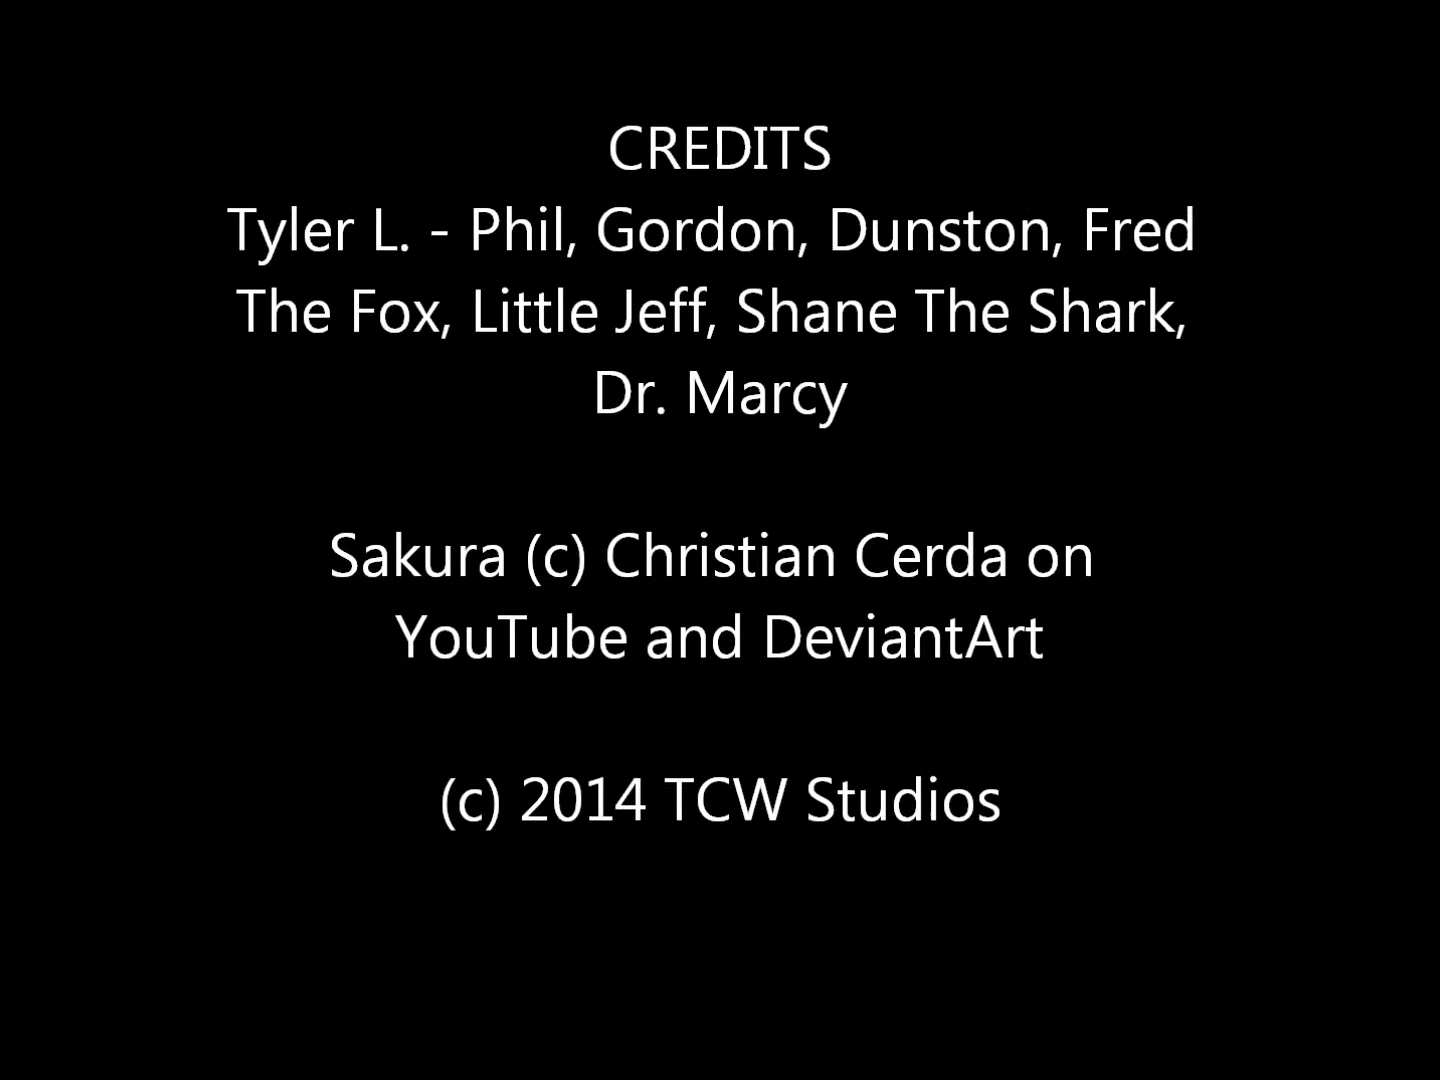 CREDITS
Tyler L. - Phil, Gordon, Dunston, Fred
The Fox, Little Jeff, Shane The Shark,
Dr. Marcy
Sakura (c) Christian Cerda on
YouTube and DeviantArt
(c) 2014 TCW Studios